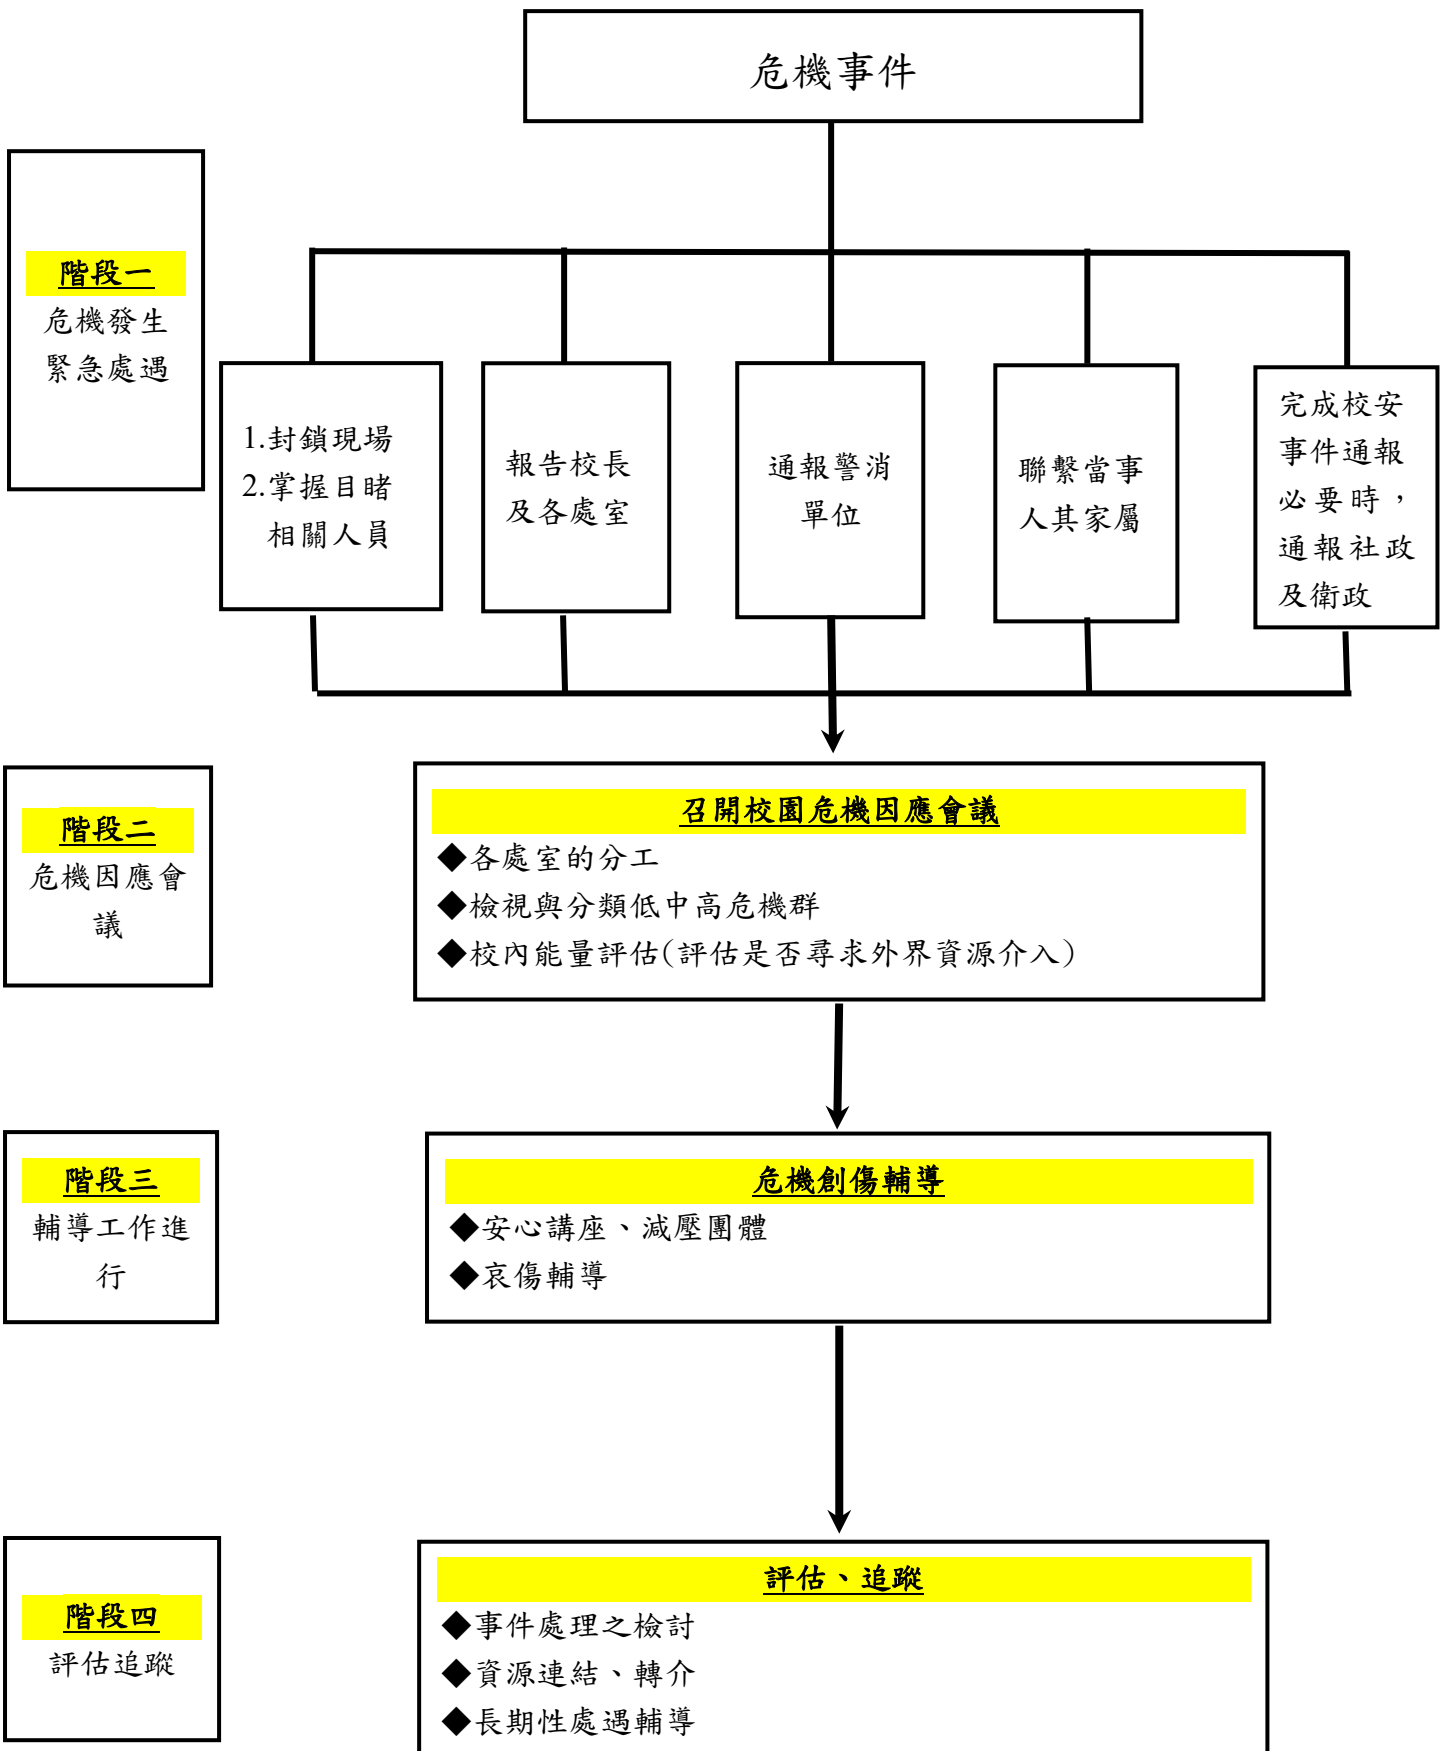 危機事件
階段一
危機發生
緊急處遇
1.封鎖現場
2.掌握目睹
相關人員
報告校長
及各處室
通報警消
單位
聯繫當事
人其家屬
完成校安
事件通報
必要時，
通報社政
及衛政
階段二
危機因應會
議
召開校園危機因應會議
◆各處室的分工
◆檢視與分類低中高危機群
◆校內能量評估(評估是否尋求外界資源介入)
階段三
輔導工作進
行
危機創傷輔導
◆安心講座、減壓團體
◆哀傷輔導
階段四
評估追蹤
評估、追蹤
◆事件處理之檢討
◆資源連結、轉介
◆長期性處遇輔導